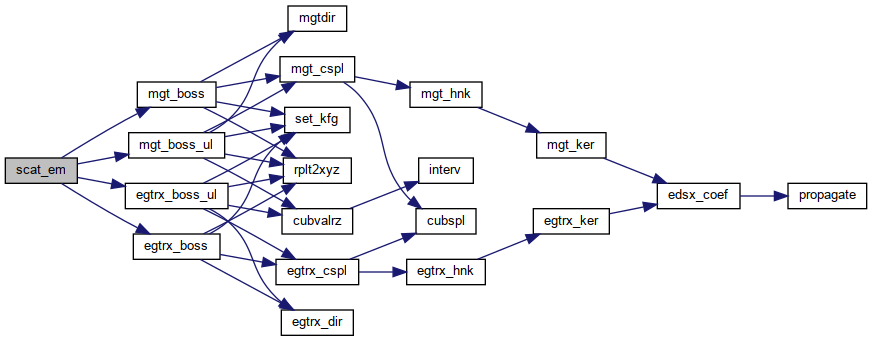 scat_em
mgt_boss
mgt_boss_ul
egtrx_boss_ul
egtrx_boss
mgtdir
mgt_cspl
set_kfg
rplt2xyz
cubvalrz
egtrx_cspl
egtrx_dir
mgt_hnk
interv
cubspl
egtrx_hnk
mgt_ker
egtrx_ker
edsx_coef
propagate